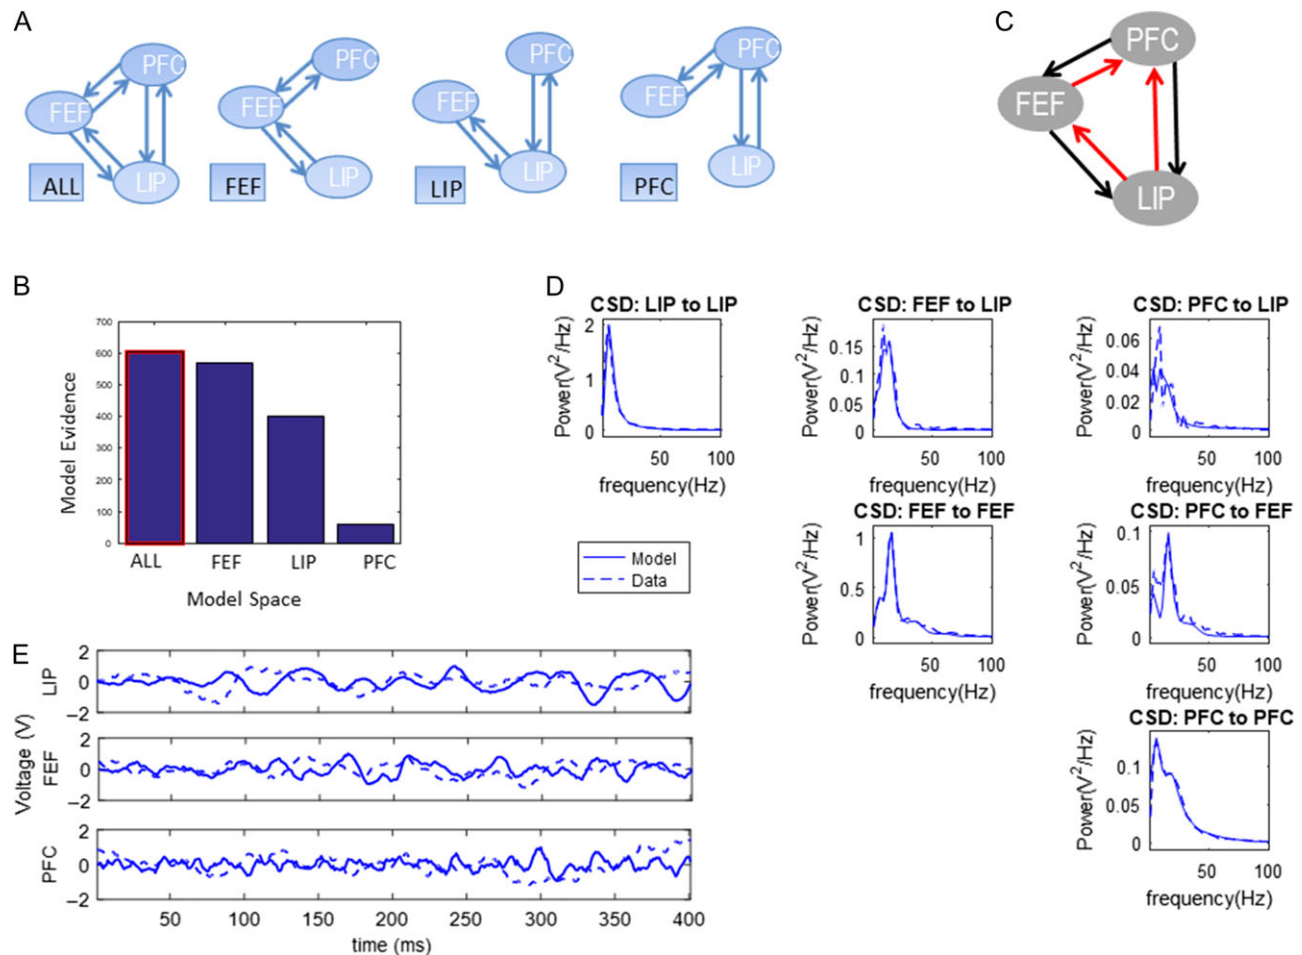 A
PFC
FEF
LIP
ALL
PFC
FEF
LIP
FEF
PFC
FEF
LIP
LIP
PFC
FEF
LIP
PFC
C
PFC
FEF
LIP
B
700
600
500
400
300
200
100
0
Model Evidence
ALL FEF LIP PFC
Model Space
D
CSD: LIP to LIP
2
1
0
Power(V²/Hz)
50 100
frequency(Hz)
CSD: FEF to LIP
0.15
0.1
0.05
0
Power(V²/Hz)
50 100
frequency(Hz)
CSD: PFC to LIP
0.06
0.04
0.02
0
Power(V²/Hz)
50 100
frequency(Hz)
Model
Data
CSD: FEF to FEF
1
0.5
0
Power(V²/Hz)
50 100
frequency(Hz)
CSD: PFC to FEF
0.1
0.05
0
Power(V²/Hz)
50 100
frequency(Hz)
CSD: PFC to PFC
0.1
0.05
0
Power(V²/Hz)
50 100
frequency(Hz)
E
Voltage (V)
LIP
2
0
−2
FEF
2
0
−2
PFC
2
0
−2
50 100 150 200 250 300 350 400
time (ms)